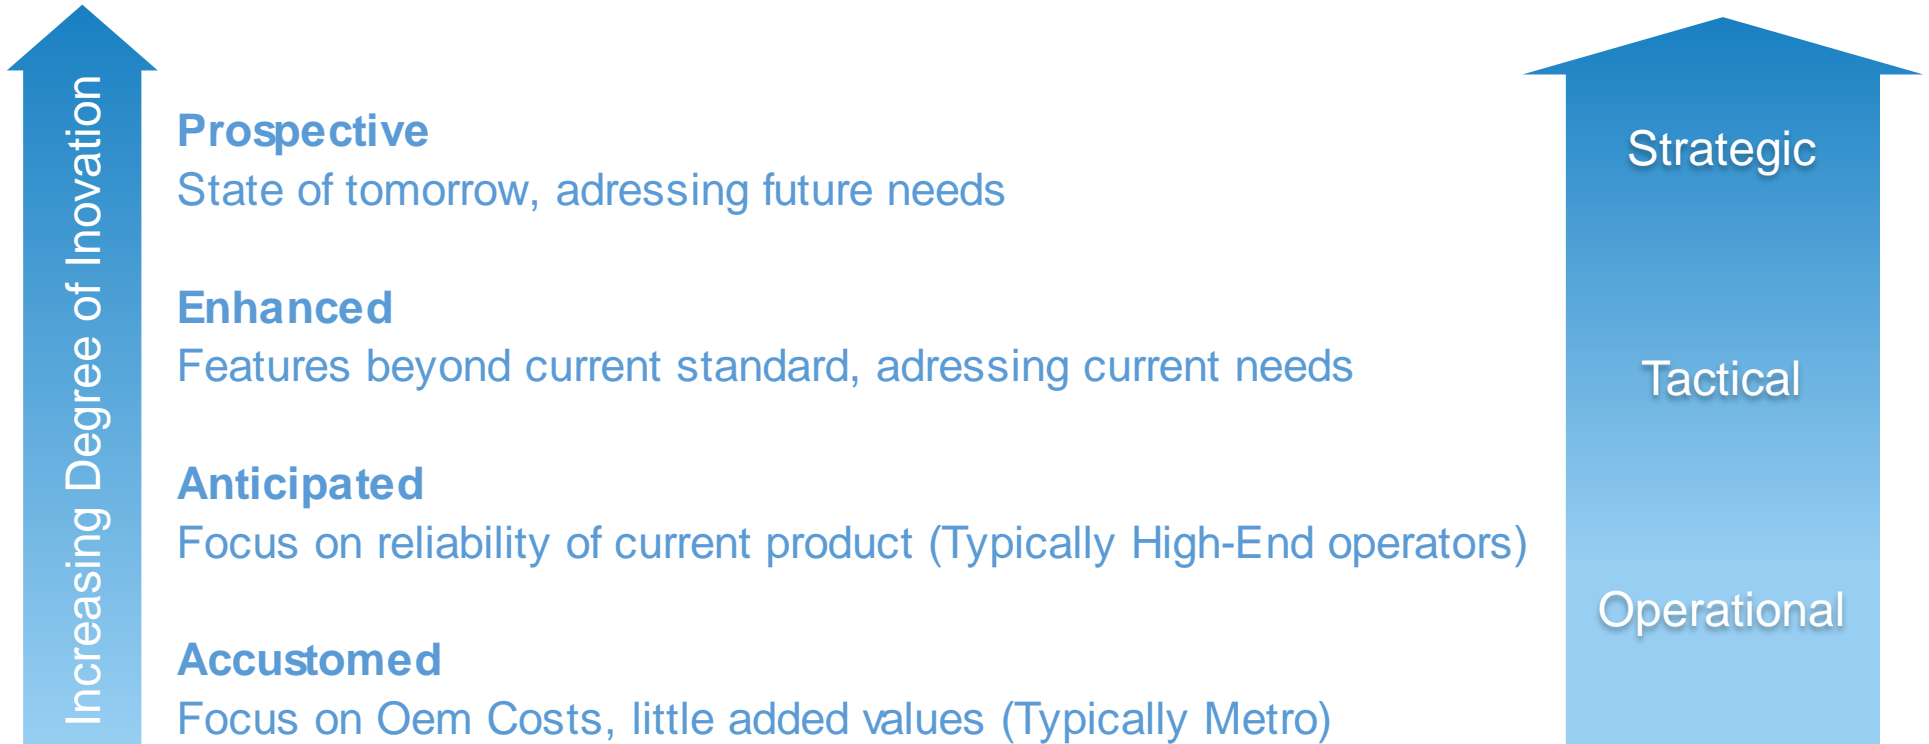 Increasing Degree of Inovation
Prospective
State of tomorrow, adressing future needs
Enhanced
Features beyond current standard, adressing current needs
Anticipated
Focus on reliability of current product (Typically High-End operators)
Accustomed
Focus on Oem Costs, little added values (Typically Metro)
Strategic
Tactical
Operational